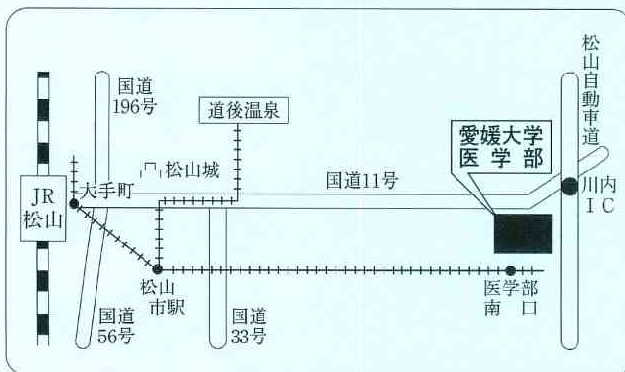 国道
196号
道後温泉
松山城
大手町
JR
松山
国道11号
愛媛大学
医学部
松山自動車道
川内
IC
松山
市駅
医学部
南口
国道
56号
国道
33号